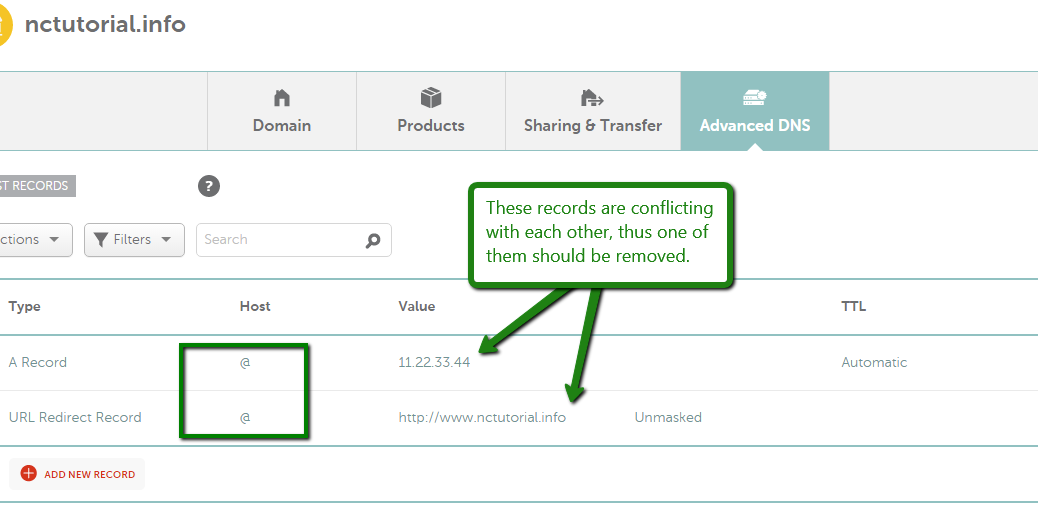 nctutorial.info
Domain
Products
Sharing & Transfer
Advanced DNS
ST RECORDS
?
These records are conflicting
with each other, thus one of
them should be removed.
ctions
Filters
Search
Type Host Value TTL
A Record @ 11.22.33.44 Automatic
URL Redirect Record @ http://www.nctutorial.info Unmasked
ADD NEW RECORD